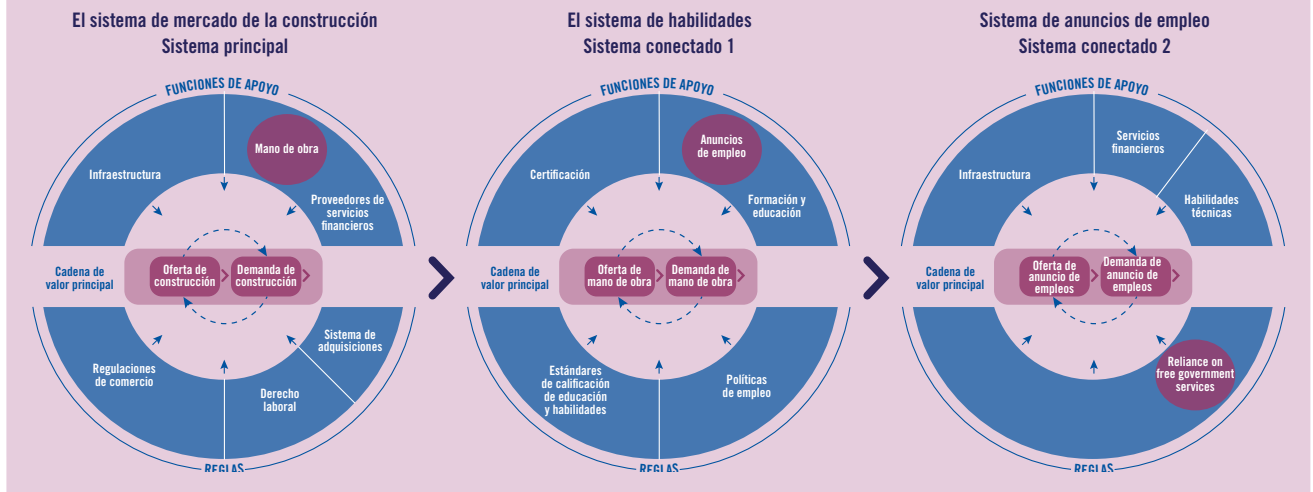 El sistema de mercado de la construcción
Sistema principal
FUNCIONES DE APOYO
Mano de obra
Infraestructura
Proveedores de
servicios
financieros
Cadena de
valor principal
Oferta de
construcción
Demanda de
construcción
Regulaciones
de comercio
Derecho
laboral
Sistema de
adquisiciones
REGLAS
El sistema de habilidades
Sistema conectado 1
FUNCIONES DE APOYO
Anuncios
de empleo
Certificación
Formación y
educación
Cadena de
valor principal
Oferta de
mano de obra
Demanda de
mano de obra
Estándares
de calificación
de educación
y habilidades
Políticas
de empleo
REGLAS
Sistema de anuncios de empleo
Sistema conectado 2
FUNCIONES DE APOYO
Servicios
financieros
Infraestructura
Habilidades
técnicas
Cadena de
valor principal
Oferta de
anuncio de
empleos
Demanda de
anuncio de
empleos
Reliance on
free government
services
REGLAS